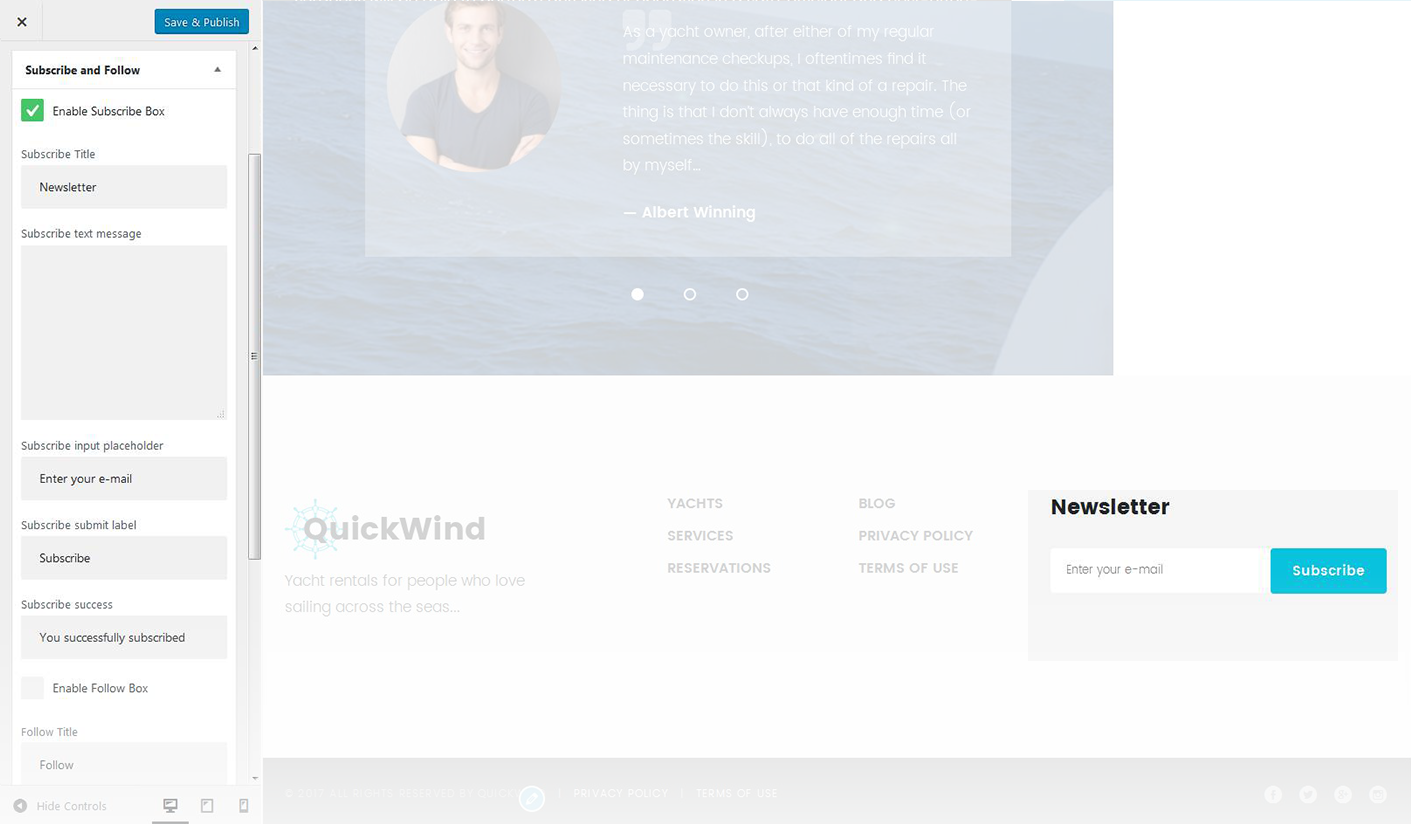 Save & Publish
Subscribe and Follow
Enable Subscribe Box
Subscribe Title
Newsletter
Subscribe text message
Subscribe input placeholder
Enter your e-mail
Subscribe submit label
Subscribe
Subscribe success
You successfully subscribed
Enable Follow Box
Follow Title
Follow
Hide Controls
As a yacht owner, after either of my regular
maintenance checkups, I oftentimes find it
necessary to do this or that kind of a repair. The
thing is that I don't always have enough time (or
sometimes the skill), to do all of the repairs all
by myself...
— Albert Winning
QuickWind
Yacht rentals for people who love
sailing across the seas...
YACHTS
SERVICES
RESERVATIONS
BLOG
PRIVACY POLICY
TERMS OF USE
Newsletter
Enter your e-mail
Subscribe
© 2017 ALL RIGHTS RESERVED BY | PRIVACY POLICY | TERMS OF USE